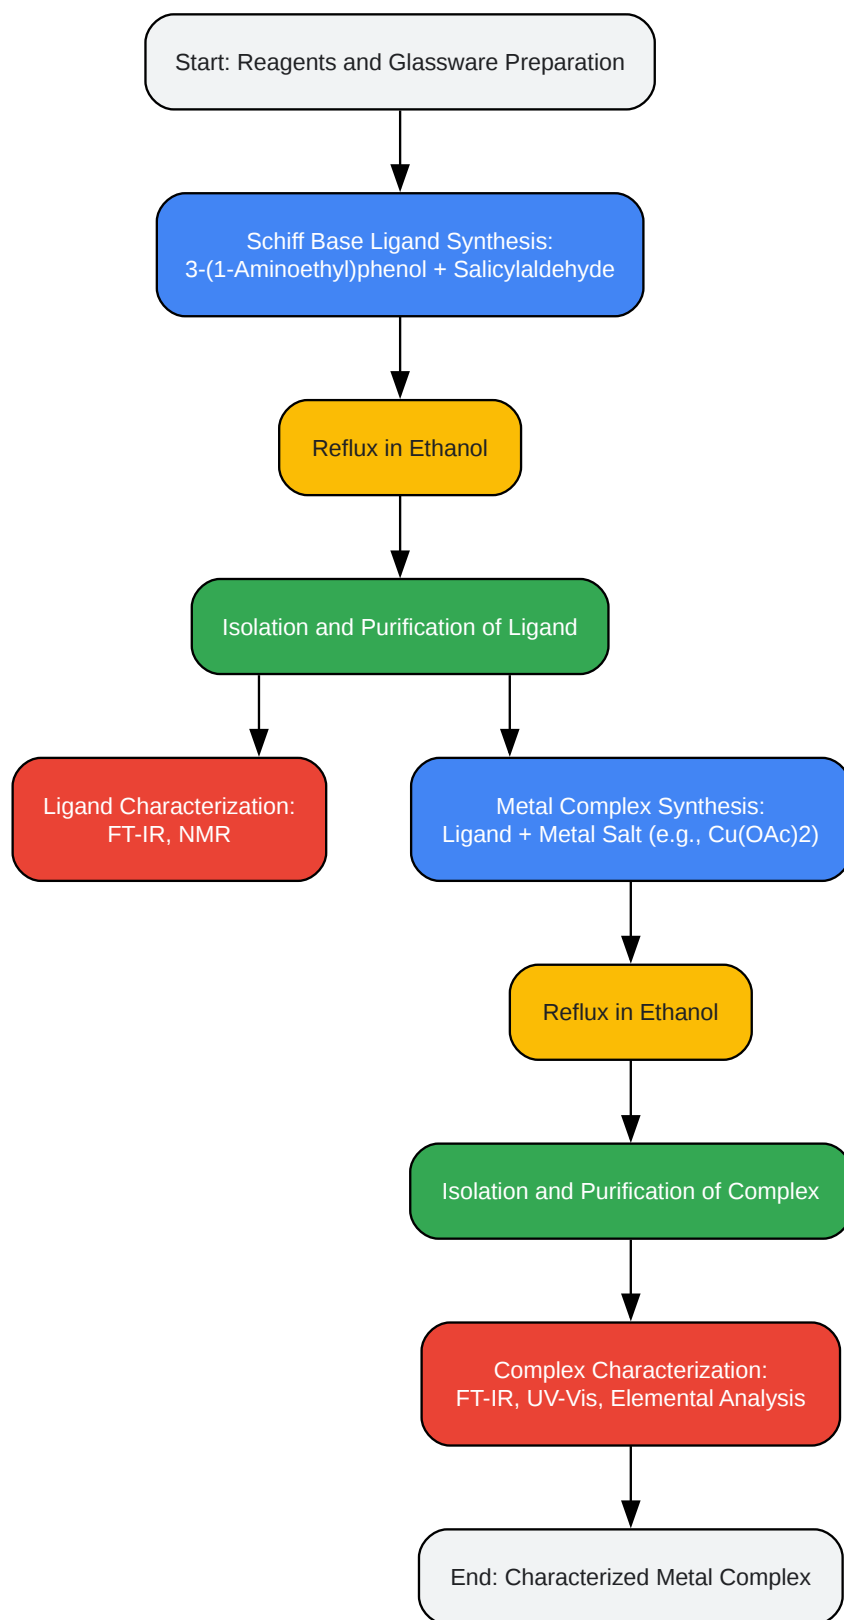 Start: Reagents and Glassware Preparation
Schiff Base Ligand Synthesis:
3-(1-Aminoethyl)phenol + Salicylaldehyde
Reflux in Ethanol
Isolation and Purification of Ligand
Ligand Characterization:
FT-IR, NMR
Metal Complex Synthesis:
Ligand + Metal Salt (e.g., Cu(OAc)2)
Reflux in Ethanol
Isolation and Purification of Complex
Complex Characterization:
FT-IR, UV-Vis, Elemental Analysis
End: Characterized Metal Complex